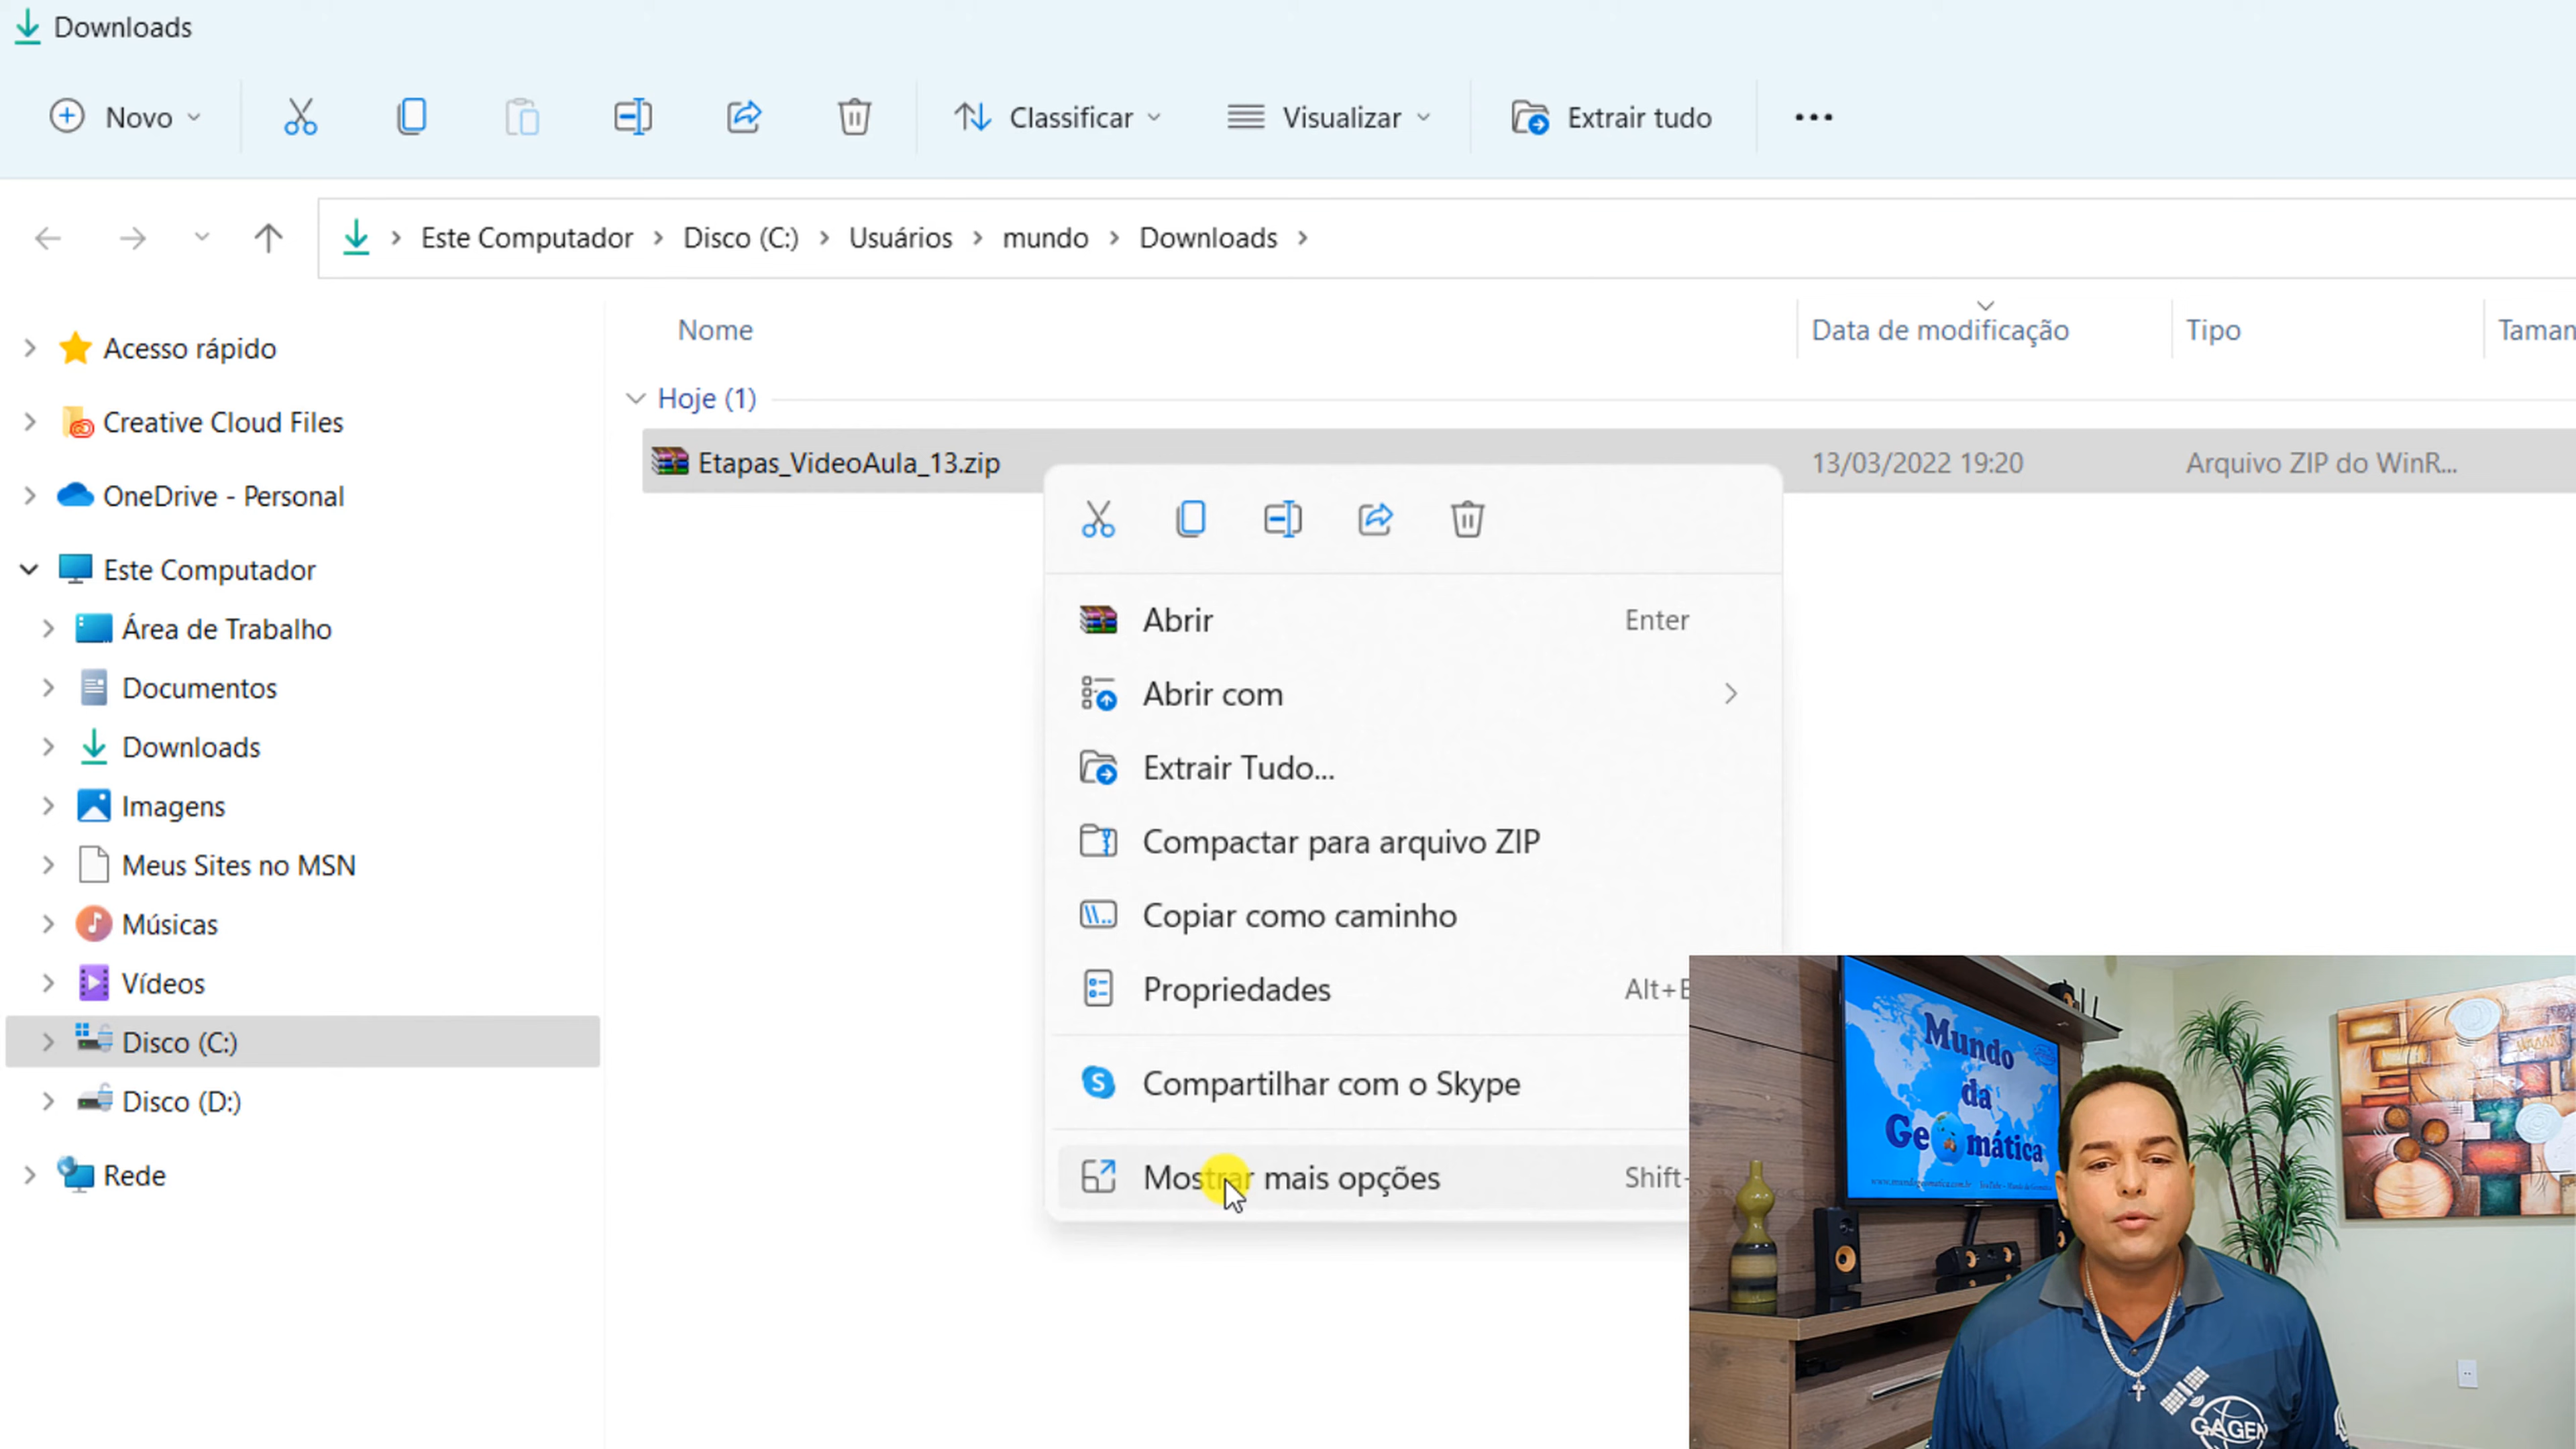 Downloads
Novo
Classificar
Visualizar
Extrair tudo
Este Computador > Disco (C:) > Usuários > mundo > Downloads >
Nome
Data de modificação
Tipo
Taman
Hoje (1)
Etapas_VideoAula_13.zip
13/03/2022 19:20
Arquivo ZIP do WinR...
Acesso rápido
Creative Cloud Files
OneDrive - Personal
Este Computador
Área de Trabalho
Documentos
Downloads
Imagens
Meus Sites no MSN
Músicas
Vídeos
Disco (C:)
Disco (D:)
Rede
Abrir Enter
Abrir com
Extrair Tudo...
Compactar para arquivo ZIP
Copiar como caminho
Propriedades Alt+E
Compartilhar com o Skype
Mostrar mais opções Shift-
Mundo
da
Geomática
GAGEN